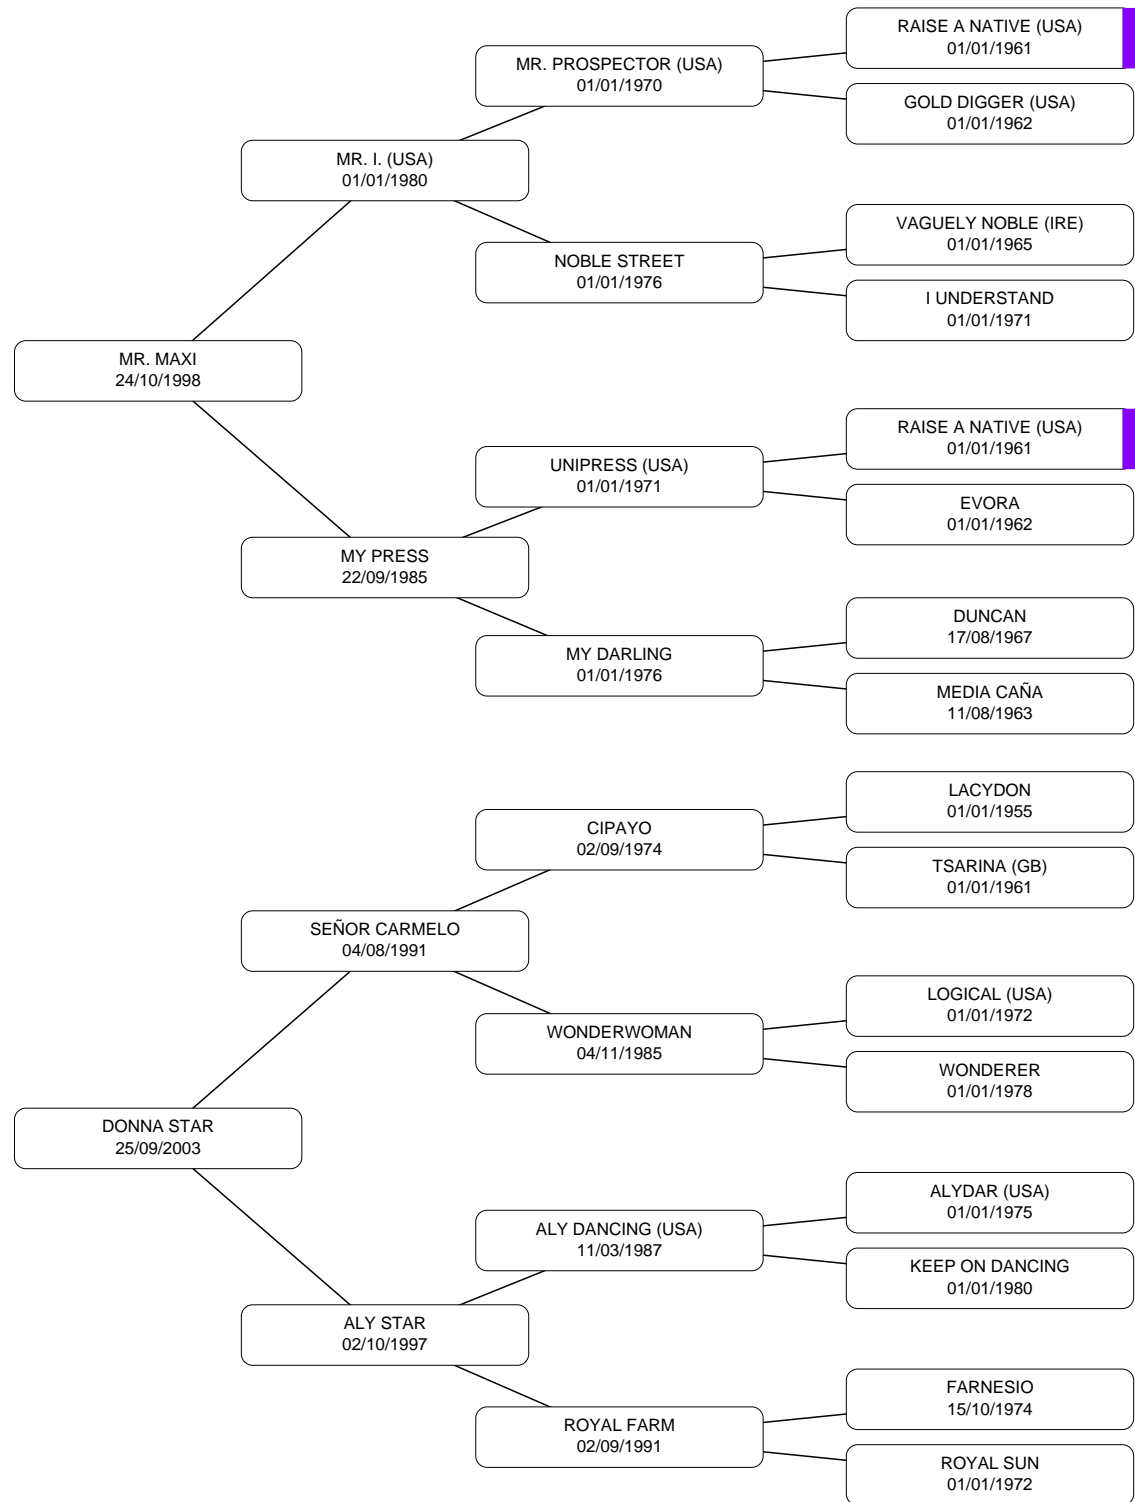 RAISE A NATIVE (USA)
01/01/1961
MR. PROSPECTOR (USA)
01/01/1970
GOLD DIGGER (USA)
01/01/1962
MR. I. (USA)
01/01/1980
VAGUELY NOBLE (IRE)
01/01/1965
NOBLE STREET
01/01/1976
I UNDERSTAND
01/01/1971
MR. MAXI
24/10/1998
RAISE A NATIVE (USA)
01/01/1961
UNIPRESS (USA)
01/01/1971
EVORA
01/01/1962
MY PRESS
22/09/1985
DUNCAN
17/08/1967
MY DARLING
01/01/1976
MEDIA CAÑA
11/08/1963
LACYDON
01/01/1955
CIPAYO
02/09/1974
TSARINA (GB)
01/01/1961
SEÑOR CARMELO
04/08/1991
LOGICAL (USA)
01/01/1972
WONDERWOMAN
04/11/1985
WONDERER
01/01/1978
DONNA STAR
25/09/2003
ALYDAR (USA)
01/01/1975
ALY DANCING (USA)
11/03/1987
KEEP ON DANCING
01/01/1980
ALY STAR
02/10/1997
FARNESIO
15/10/1974
ROYAL FARM
02/09/1991
ROYAL SUN
01/01/1972